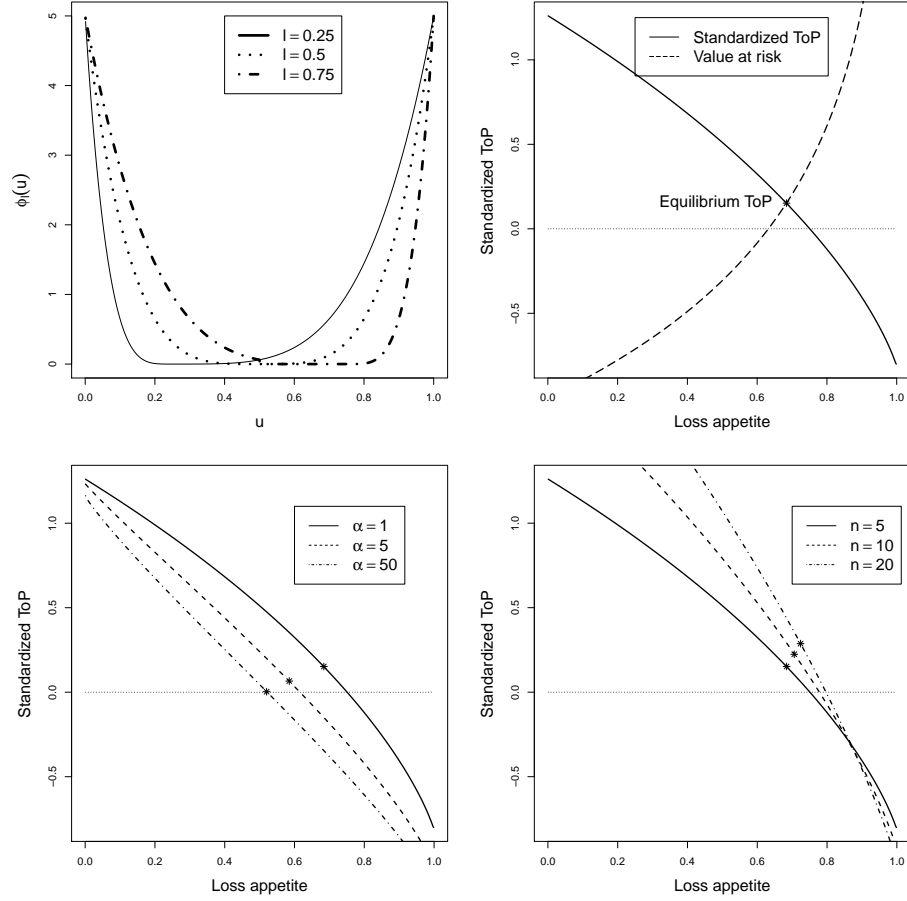 l = 0.25
l = 0.5
l = 0.75
ϕl(u)
0 1 2 3 4 5
0.0 0.2 0.4 0.6 0.8 1.0
u
Standardized ToP
Value at risk
Equilibrium ToP
Standardized ToP
−0.5 0.0 0.5 1.0
0.0 0.2 0.4 0.6 0.8 1.0
Loss appetite
α = 1
α = 5
α = 50
Standardized ToP
−0.5 0.0 0.5 1.0
0.0 0.2 0.4 0.6 0.8 1.0
Loss appetite
n = 5
n = 10
n = 20
Standardized ToP
−0.5 0.0 0.5 1.0
0.0 0.2 0.4 0.6 0.8 1.0
Loss appetite